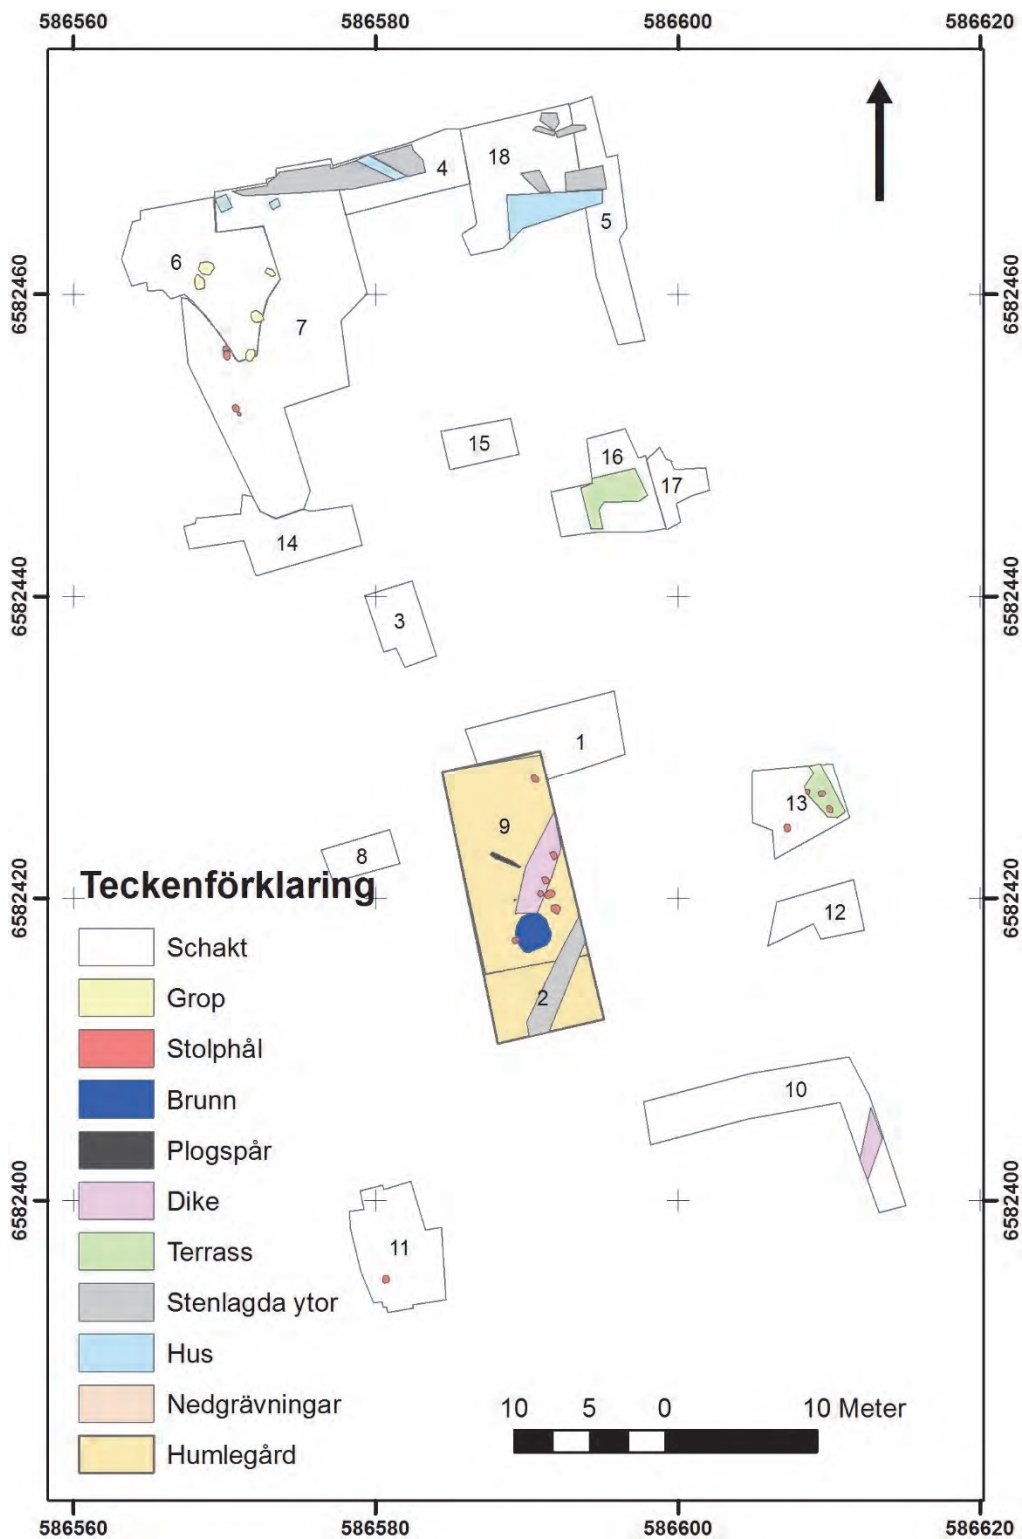 586560 586580 586600 586620
18
4
5
6
6582460 6582460
7
15
16
17
14
6582440 6582440
3
1
13
9
8
6582420 6582420
12
2
10
6582400 6582400
11
Teckenförklaring
Schakt
Grop
Stolphål
Brunn
Plogspår
Dike
Terrass
Stenlagda ytor
Hus
Nedgrävningar
Humlegård
10 5 0 10 Meter
586560 586580 586600 586620